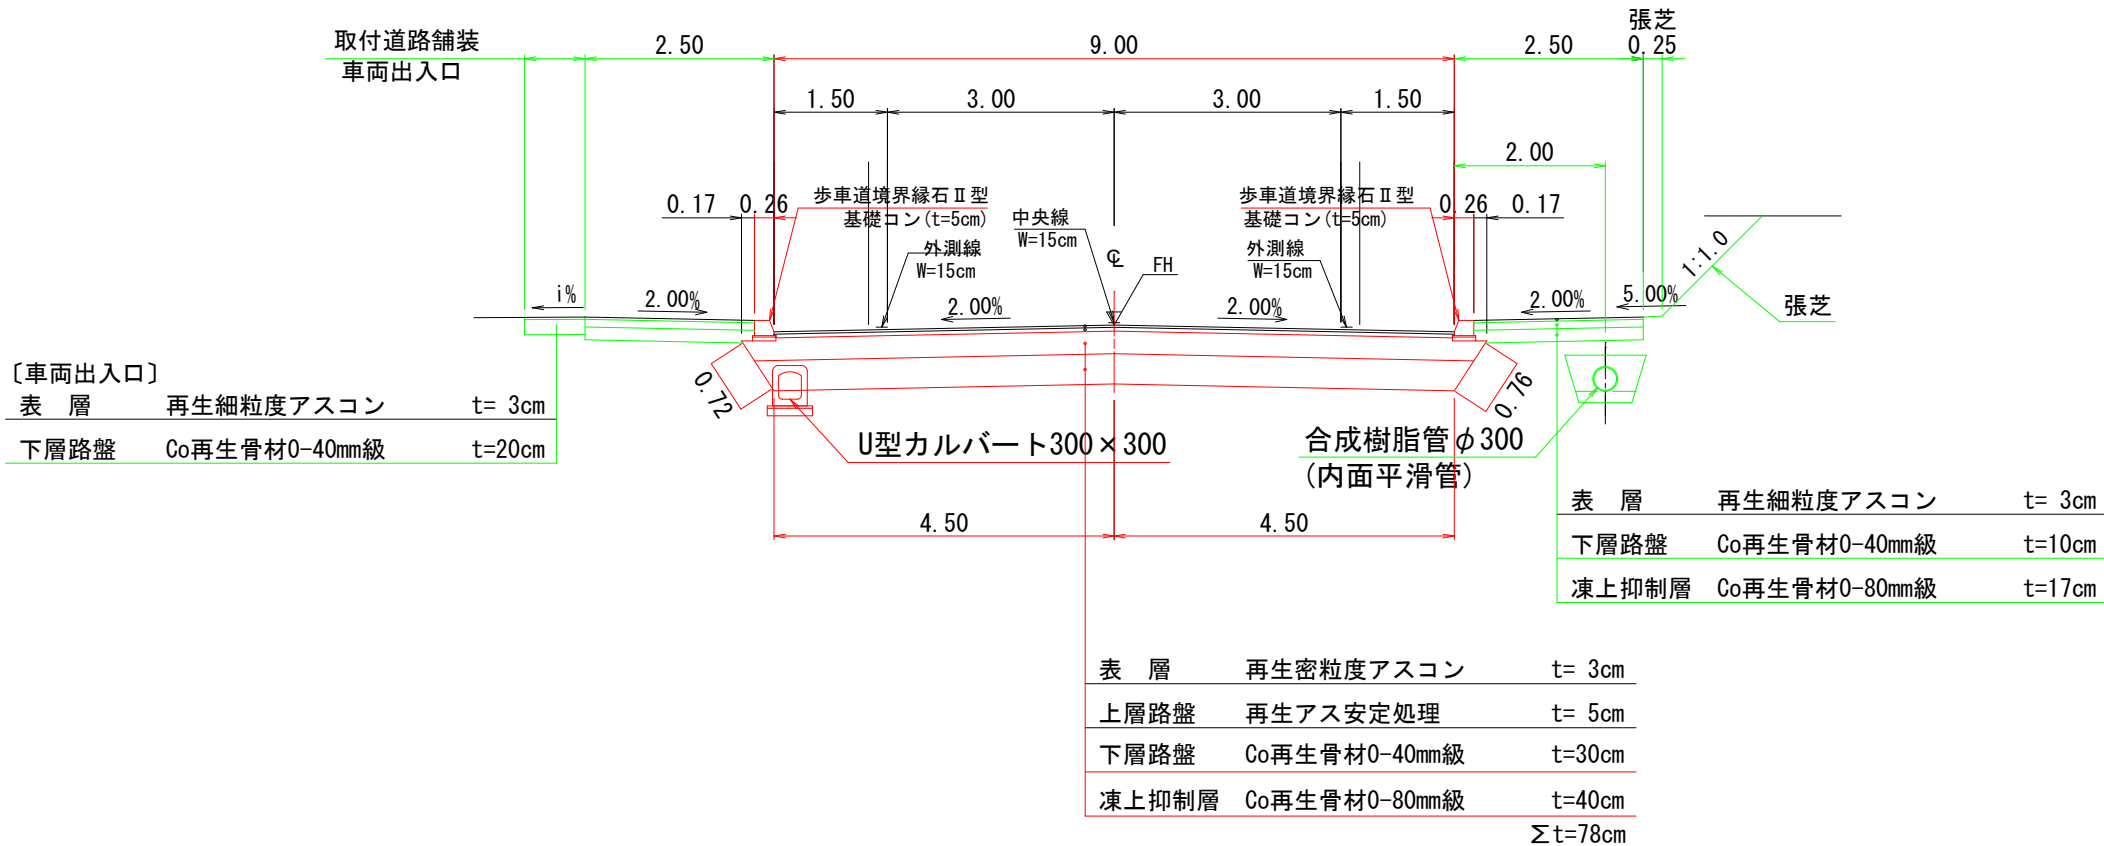 張芝
取付道路舗装
車両出入口
2.50
9.00
2.50
0.25
1.50
3.00
3.00
1.50
2.00
0.17
0.26
歩車道境界縁石Ⅱ型
基礎コン(t=5cm)
中央線
W=15cm
歩車道境界縁石Ⅱ型
基礎コン(t=5cm)
0.26
0.17
外測線
W=15cm
℄
FH
外測線
W=15cm
1:1.0
i%
2.00%
2.00%
2.00%
2.00%
5.00%
張芝
〔車両出入口〕
表 層 再生細粒度アスコン t= 3cm
下層路盤 Co再生骨材0-40mm級 t=20cm
0.72
0.76
U型カルバート300×300
合成樹脂管φ300
(内面平滑管)
4.50
4.50
表 層 再生細粒度アスコン t= 3cm
下層路盤 Co再生骨材0-40mm級 t=10cm
凍上抑制層 Co再生骨材0-80mm級 t=17cm
表 層 再生密粒度アスコン t= 3cm
上層路盤 再生アス安定処理 t= 5cm
下層路盤 Co再生骨材0-40mm級 t=30cm
凍上抑制層 Co再生骨材0-80mm級 t=40cm
Σt=78cm